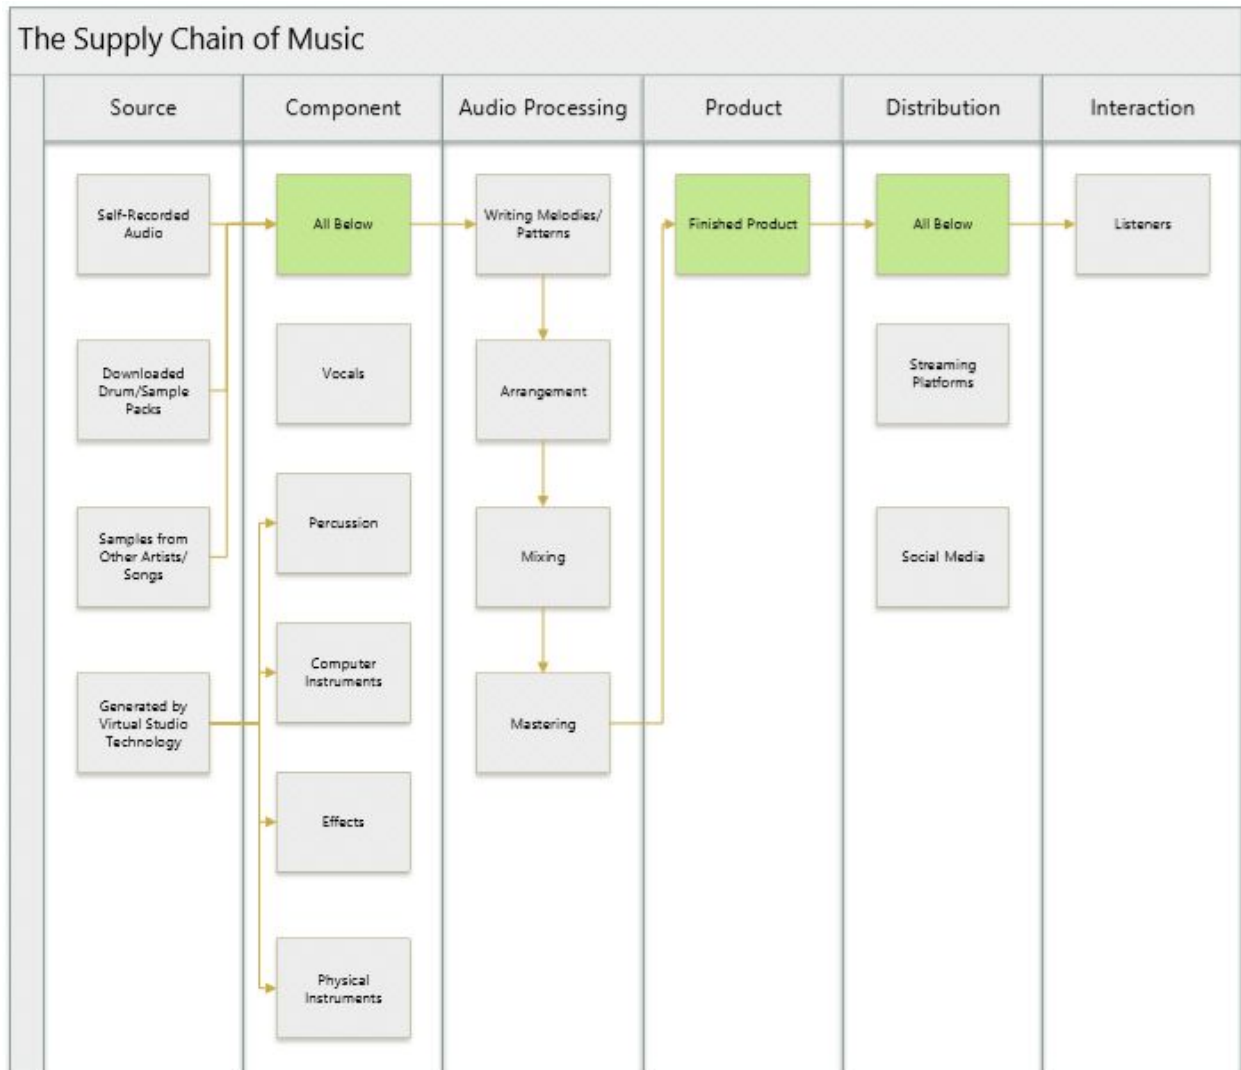 The Supply Chain of Music
Source
Component
Audio Processing
Product
Distribution
Interaction
Self-Recorded
Audio
Downloaded
Drum/Sample
Packs
Samples from
Other Artists/
Songs
Generated by
Virtual Studio
Technology
All Below
Vocals
Percussion
Computer
Instruments
Effects
Physical
Instruments
Writing Melodies/
Patterns
Arrangement
Mixing
Mastering
Finished Product
All Below
Streaming
Platforms
Social Media
Listeners